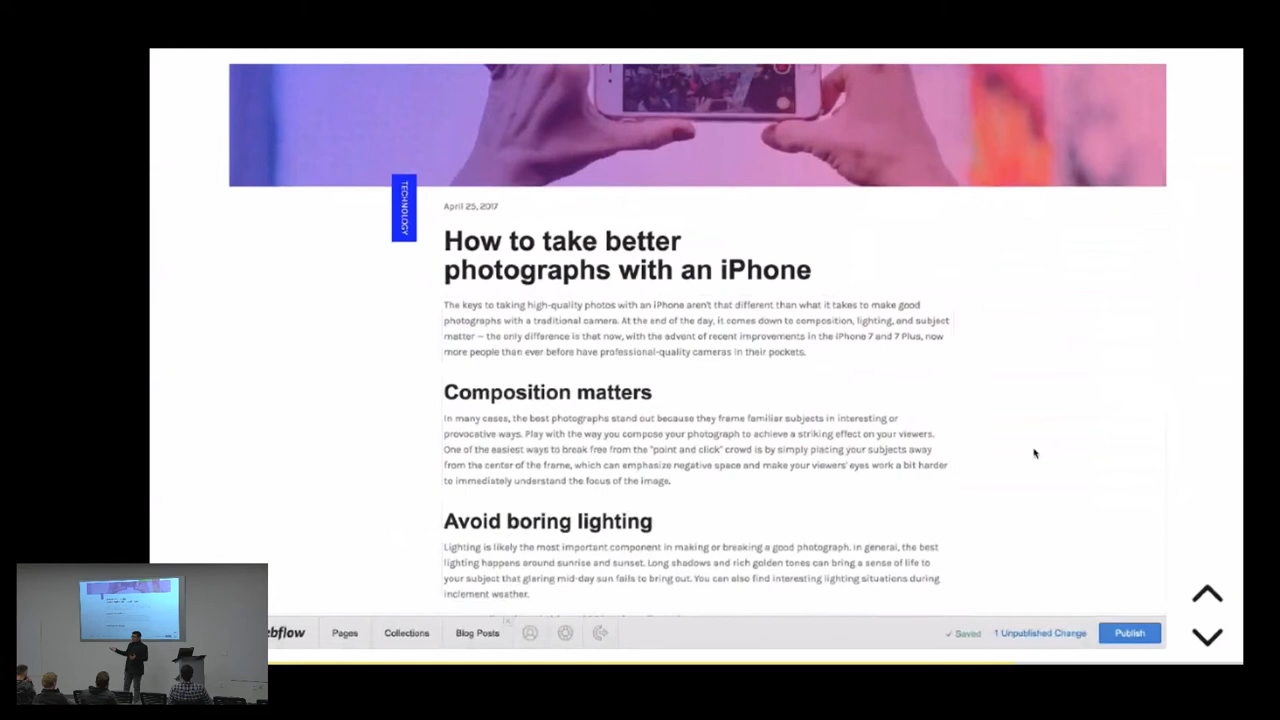 TECHNOLOGY
April 25, 2017
How to take better
photographs with an iPhone
The keys to taking high-quality photos with an iPhone aren't that different than what it takes to make good
photographs with a traditional camera. At the end of the day, it comes down to composition, lighting, and subject
matter — the only difference is that now, with the advent of recent improvements in the iPhone 7 and 7 Plus, now
more people than ever before have professional-quality cameras in their pockets.
Composition matters
In many cases, the best photographs stand out because they frame familiar subjects in interesting or
provocative ways. Play with the way you compose your photograph to achieve a striking effect on your viewers.
One of the easiest ways to break free from the "point and click" crowd is by simply placing your subjects away
from the center of the frame, which can emphasize negative space and make your viewers' eyes work a bit harder
to immediately understand the focus of the image.
Avoid boring lighting
Lighting is likely the most important component in making or breaking a good photograph. In general, the best
lighting happens around sunrise and sunset. Long shadows and rich golden tones can bring a sense of life to
your subject that glaring mid-day sun fails to bring out. You can also find interesting lighting situations during
inclement weather.
ebflow Pages Collections Blog Posts ✓ Saved 1 Unpublished Change Publish